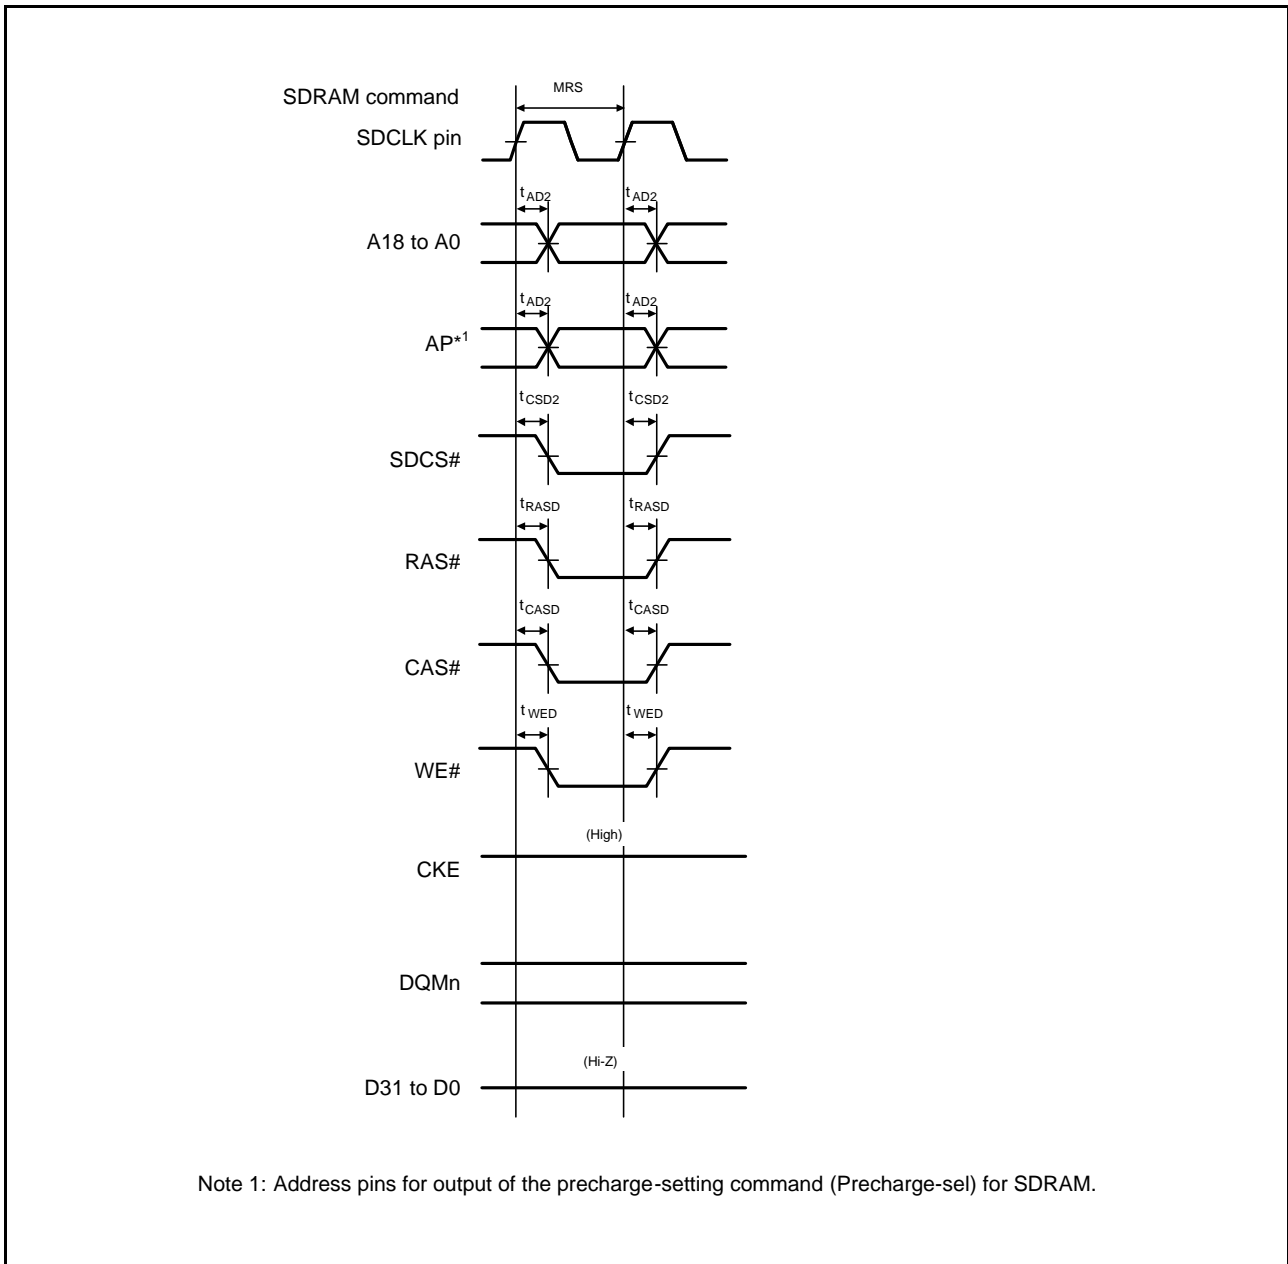 MRS
SDRAM command
SDCLK pin
tAD2 tAD2
A18 to A0
tAD2 tAD2
AP*1
tCSD2 tCSD2
SDCS#
tRASD tRASD
RAS#
tCASD tCASD
CAS#
tWED tWED
WE#
(High)
CKE
DQMn
(Hi-Z)
D31 to D0
Note 1: Address pins for output of the precharge-setting command (Precharge-sel) for SDRAM.